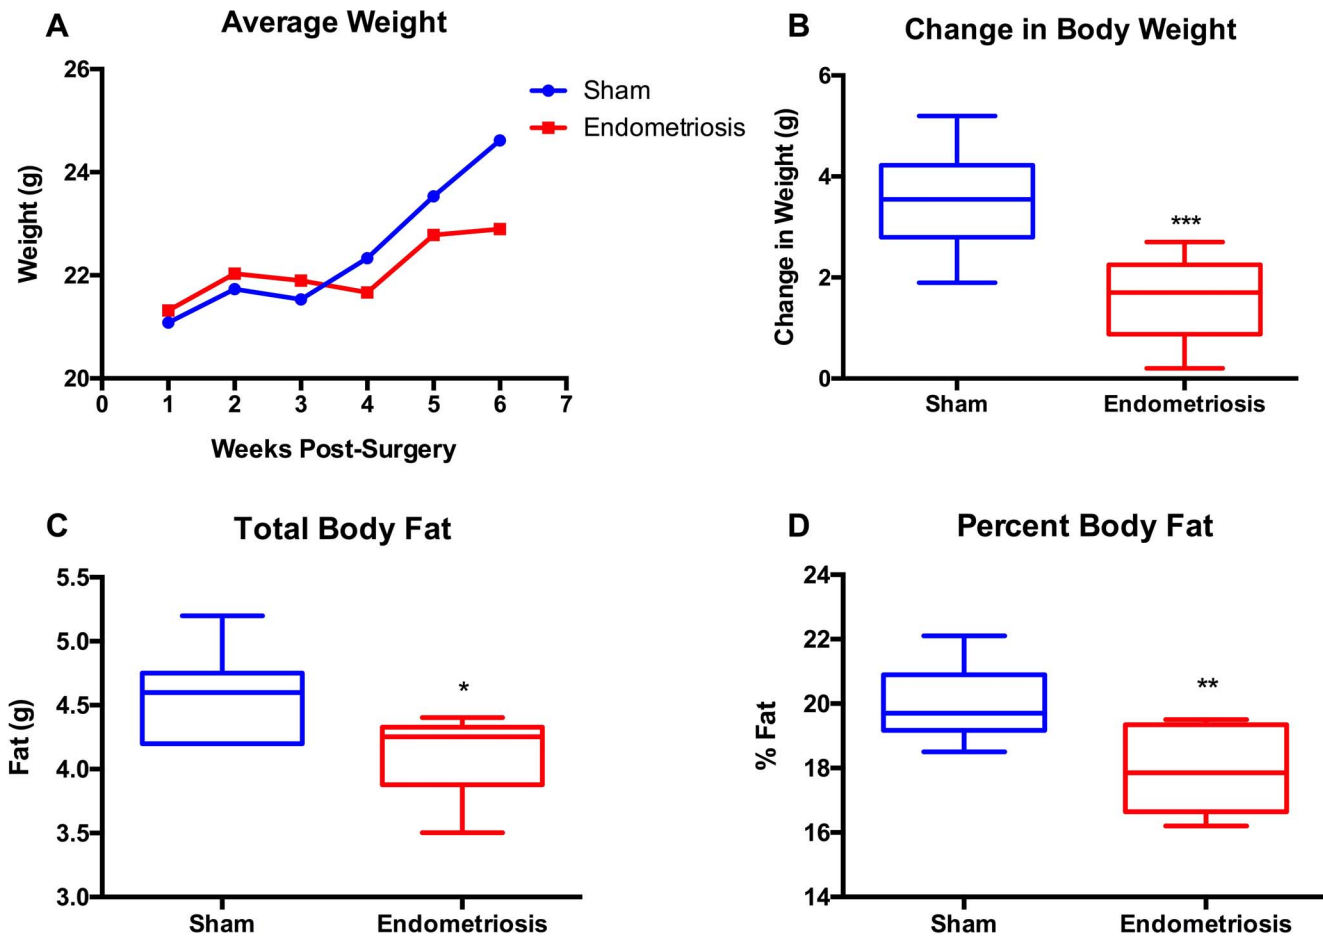 A
Average Weight
26
24
22
20
Weight (g)
0 1 2 3 4 5 6 7
Weeks Post-Surgery
Sham
Endometriosis
B
Change in Body Weight
6
4
2
0
Change in Weight (g)
***
Sham Endometriosis
C
Total Body Fat
5.5
5.0
4.5
4.0
3.5
3.0
Fat (g)
*
Sham Endometriosis
D
Percent Body Fat
24
22
20
18
16
14
% Fat
**
Sham Endometriosis